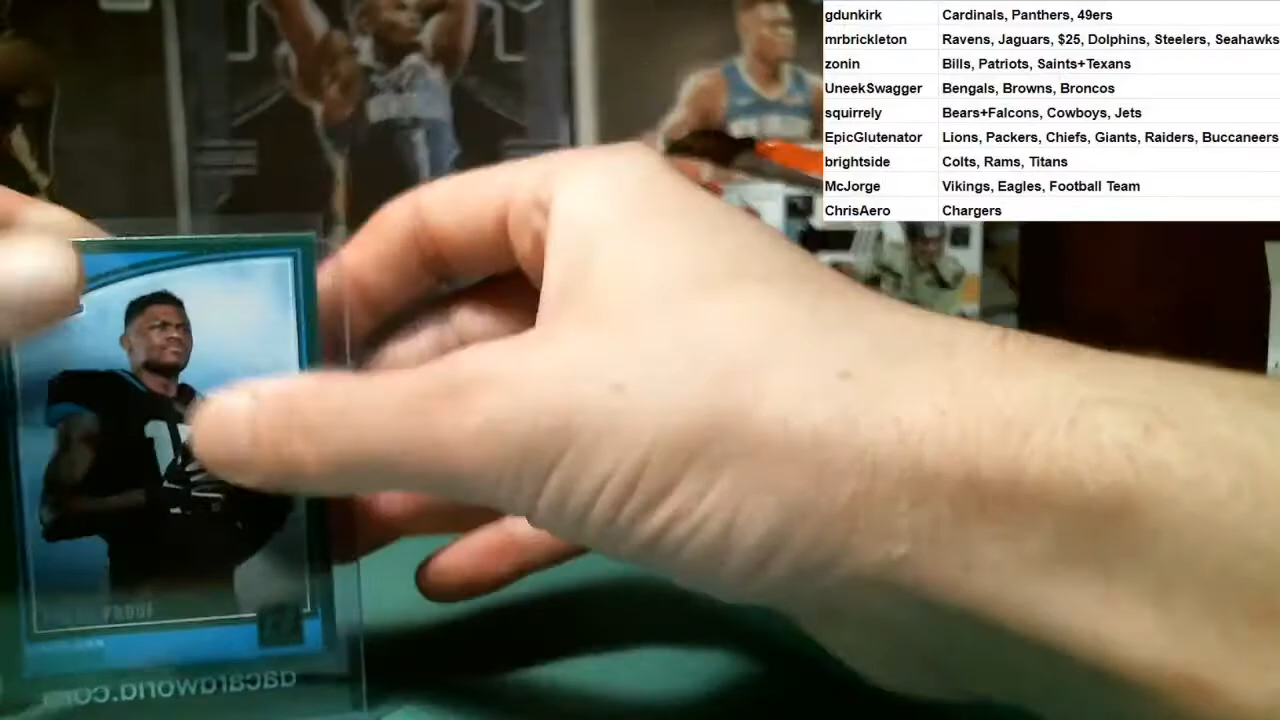 gdunkirk Cardinals, Panthers, 49ers
mrbrickleton Ravens, Jaguars, $25, Dolphins, Steelers, Seahawks
zonin Bills, Patriots, Saints+Texans
UneekSwagger Bengals, Browns, Broncos
squirrely Bears+Falcons, Cowboys, Jets
EpicGlutenator Lions, Packers, Chiefs, Giants, Raiders, Buccaneers
brightside Colts, Rams, Titans
McJorge Vikings, Eagles, Football Team
ChrisAero Chargers
dacardworld.com